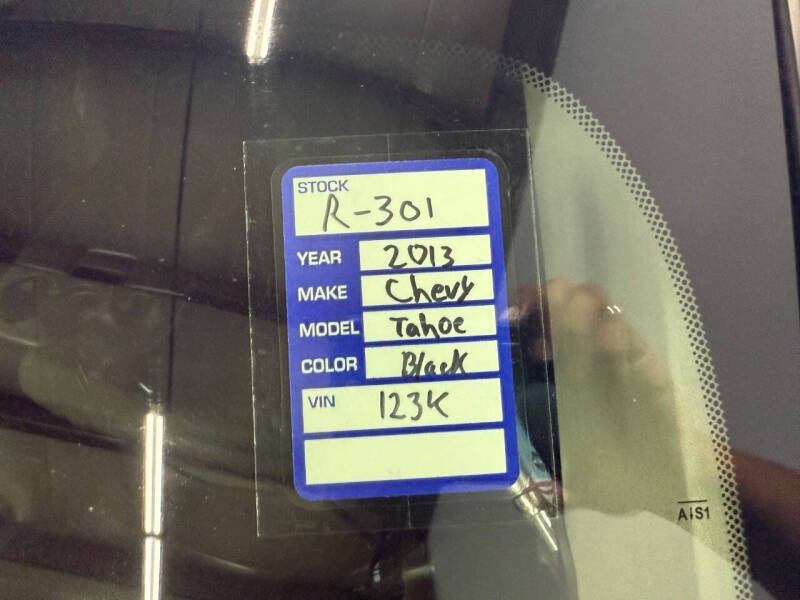 STOCK
R-301
YEAR 2013
MAKE Chevy
MODEL Tahoe
COLOR Black
VIN 123K
AS1